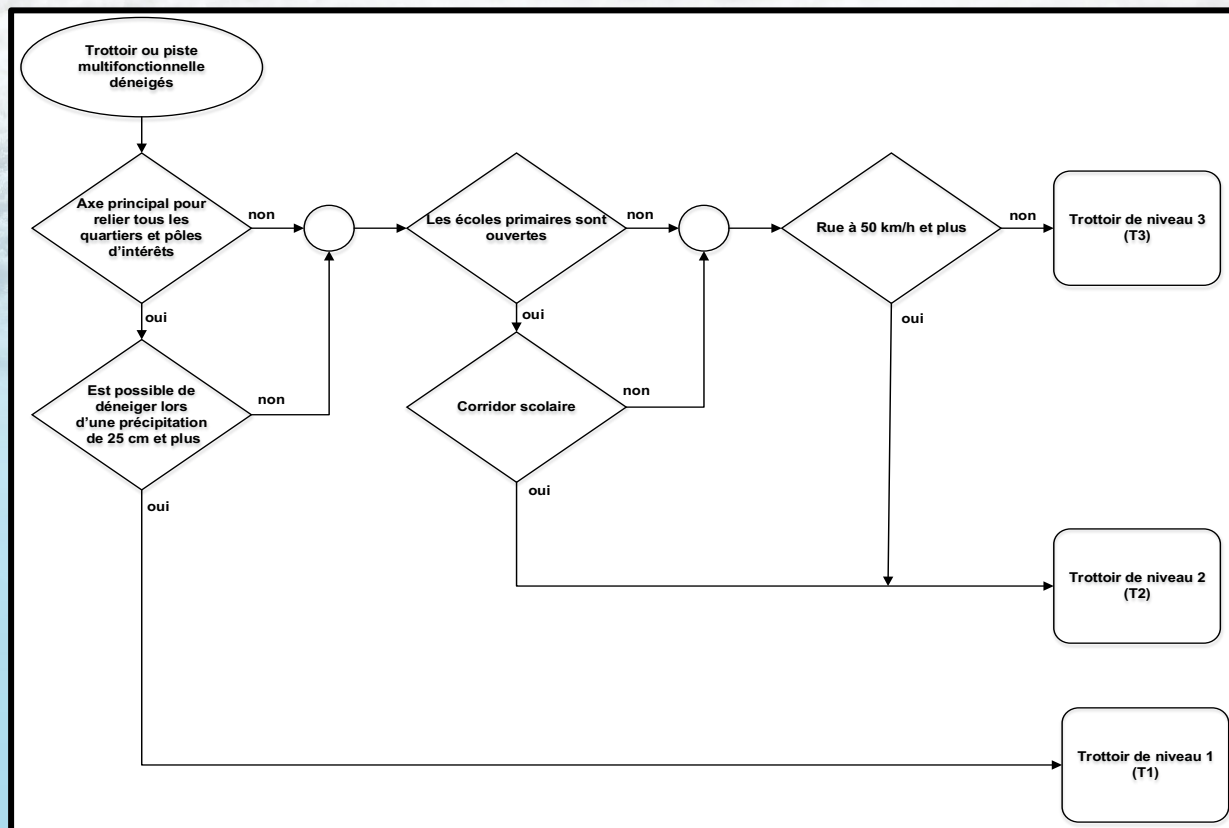 Trottoir ou piste
multifonctionnelle
déneigés
Axe principal pour
relier tous les
quartiers et pôles
d'intérêts
non
oui
Est possible de
déneiger lors
d'une précipitation
de 25 cm et plus
non
oui
Les écoles primaires sont
ouvertes
non
oui
Corridor scolaire
non
oui
Rue à 50 km/h et plus
non
oui
Trottoir de niveau 3
(T3)
Trottoir de niveau 2
(T2)
Trottoir de niveau 1
(T1)